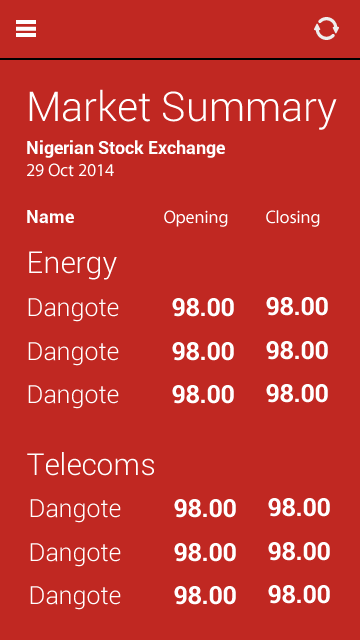 Market Summary
Nigerian Stock Exchange
29 Oct 2014
Name Opening Closing
Energy
Dangote 98.00 98.00
Dangote 98.00 98.00
Dangote 98.00 98.00
Telecoms
Dangote 98.00 98.00
Dangote 98.00 98.00
Dangote 98.00 98.00